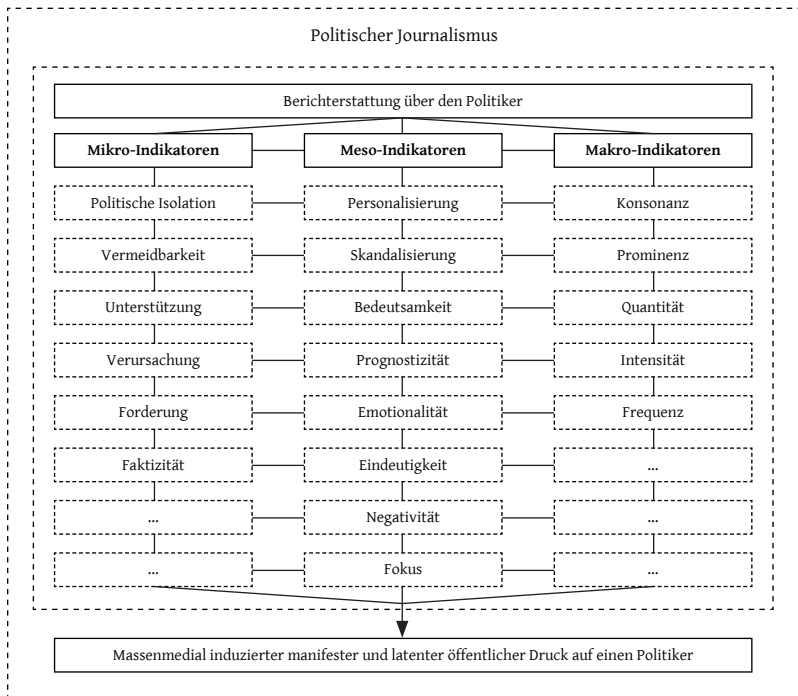 Politischer Journalismus
Berichterstattung über den Politiker
Mikro-Indikatoren
Meso-Indikatoren
Makro-Indikatoren
Politische Isolation
Personalisierung
Konsonanz
Vermeidbarkeit
Skandalisierung
Prominenz
Unterstützung
Bedeutsamkeit
Quantität
Verursachung
Prognostizität
Intensität
Forderung
Emotionalität
Frequenz
Faktizität
Eindeutigkeit
...
...
Negativität
...
...
Fokus
...
Massenmedial induzierter manifester und latenter öffentlicher Druck auf einen Politiker